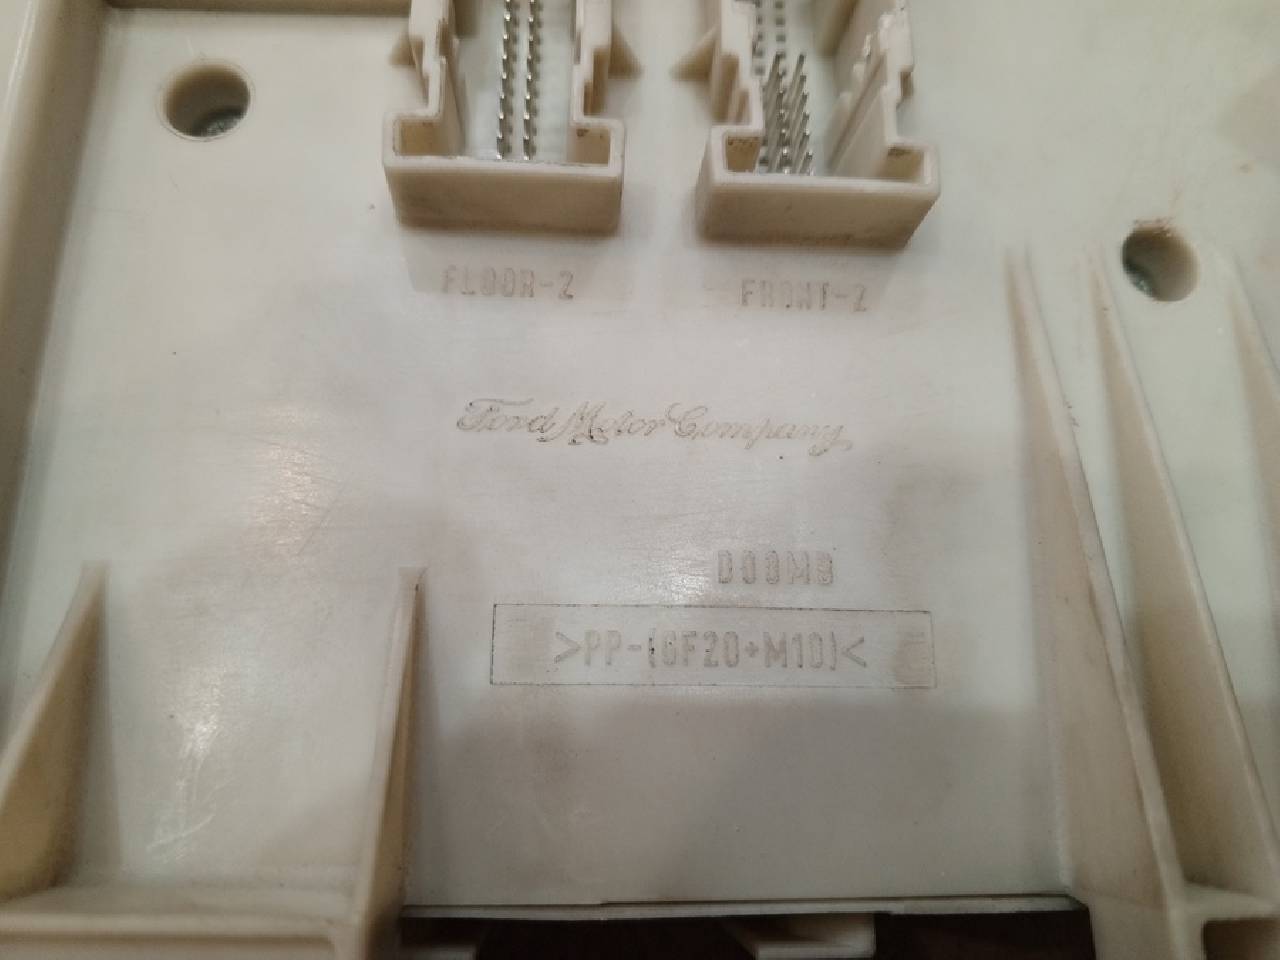 FLOOR-2
FRONT-2
Ford Motor Company
D00MB
>PP-(GF20+M10)<